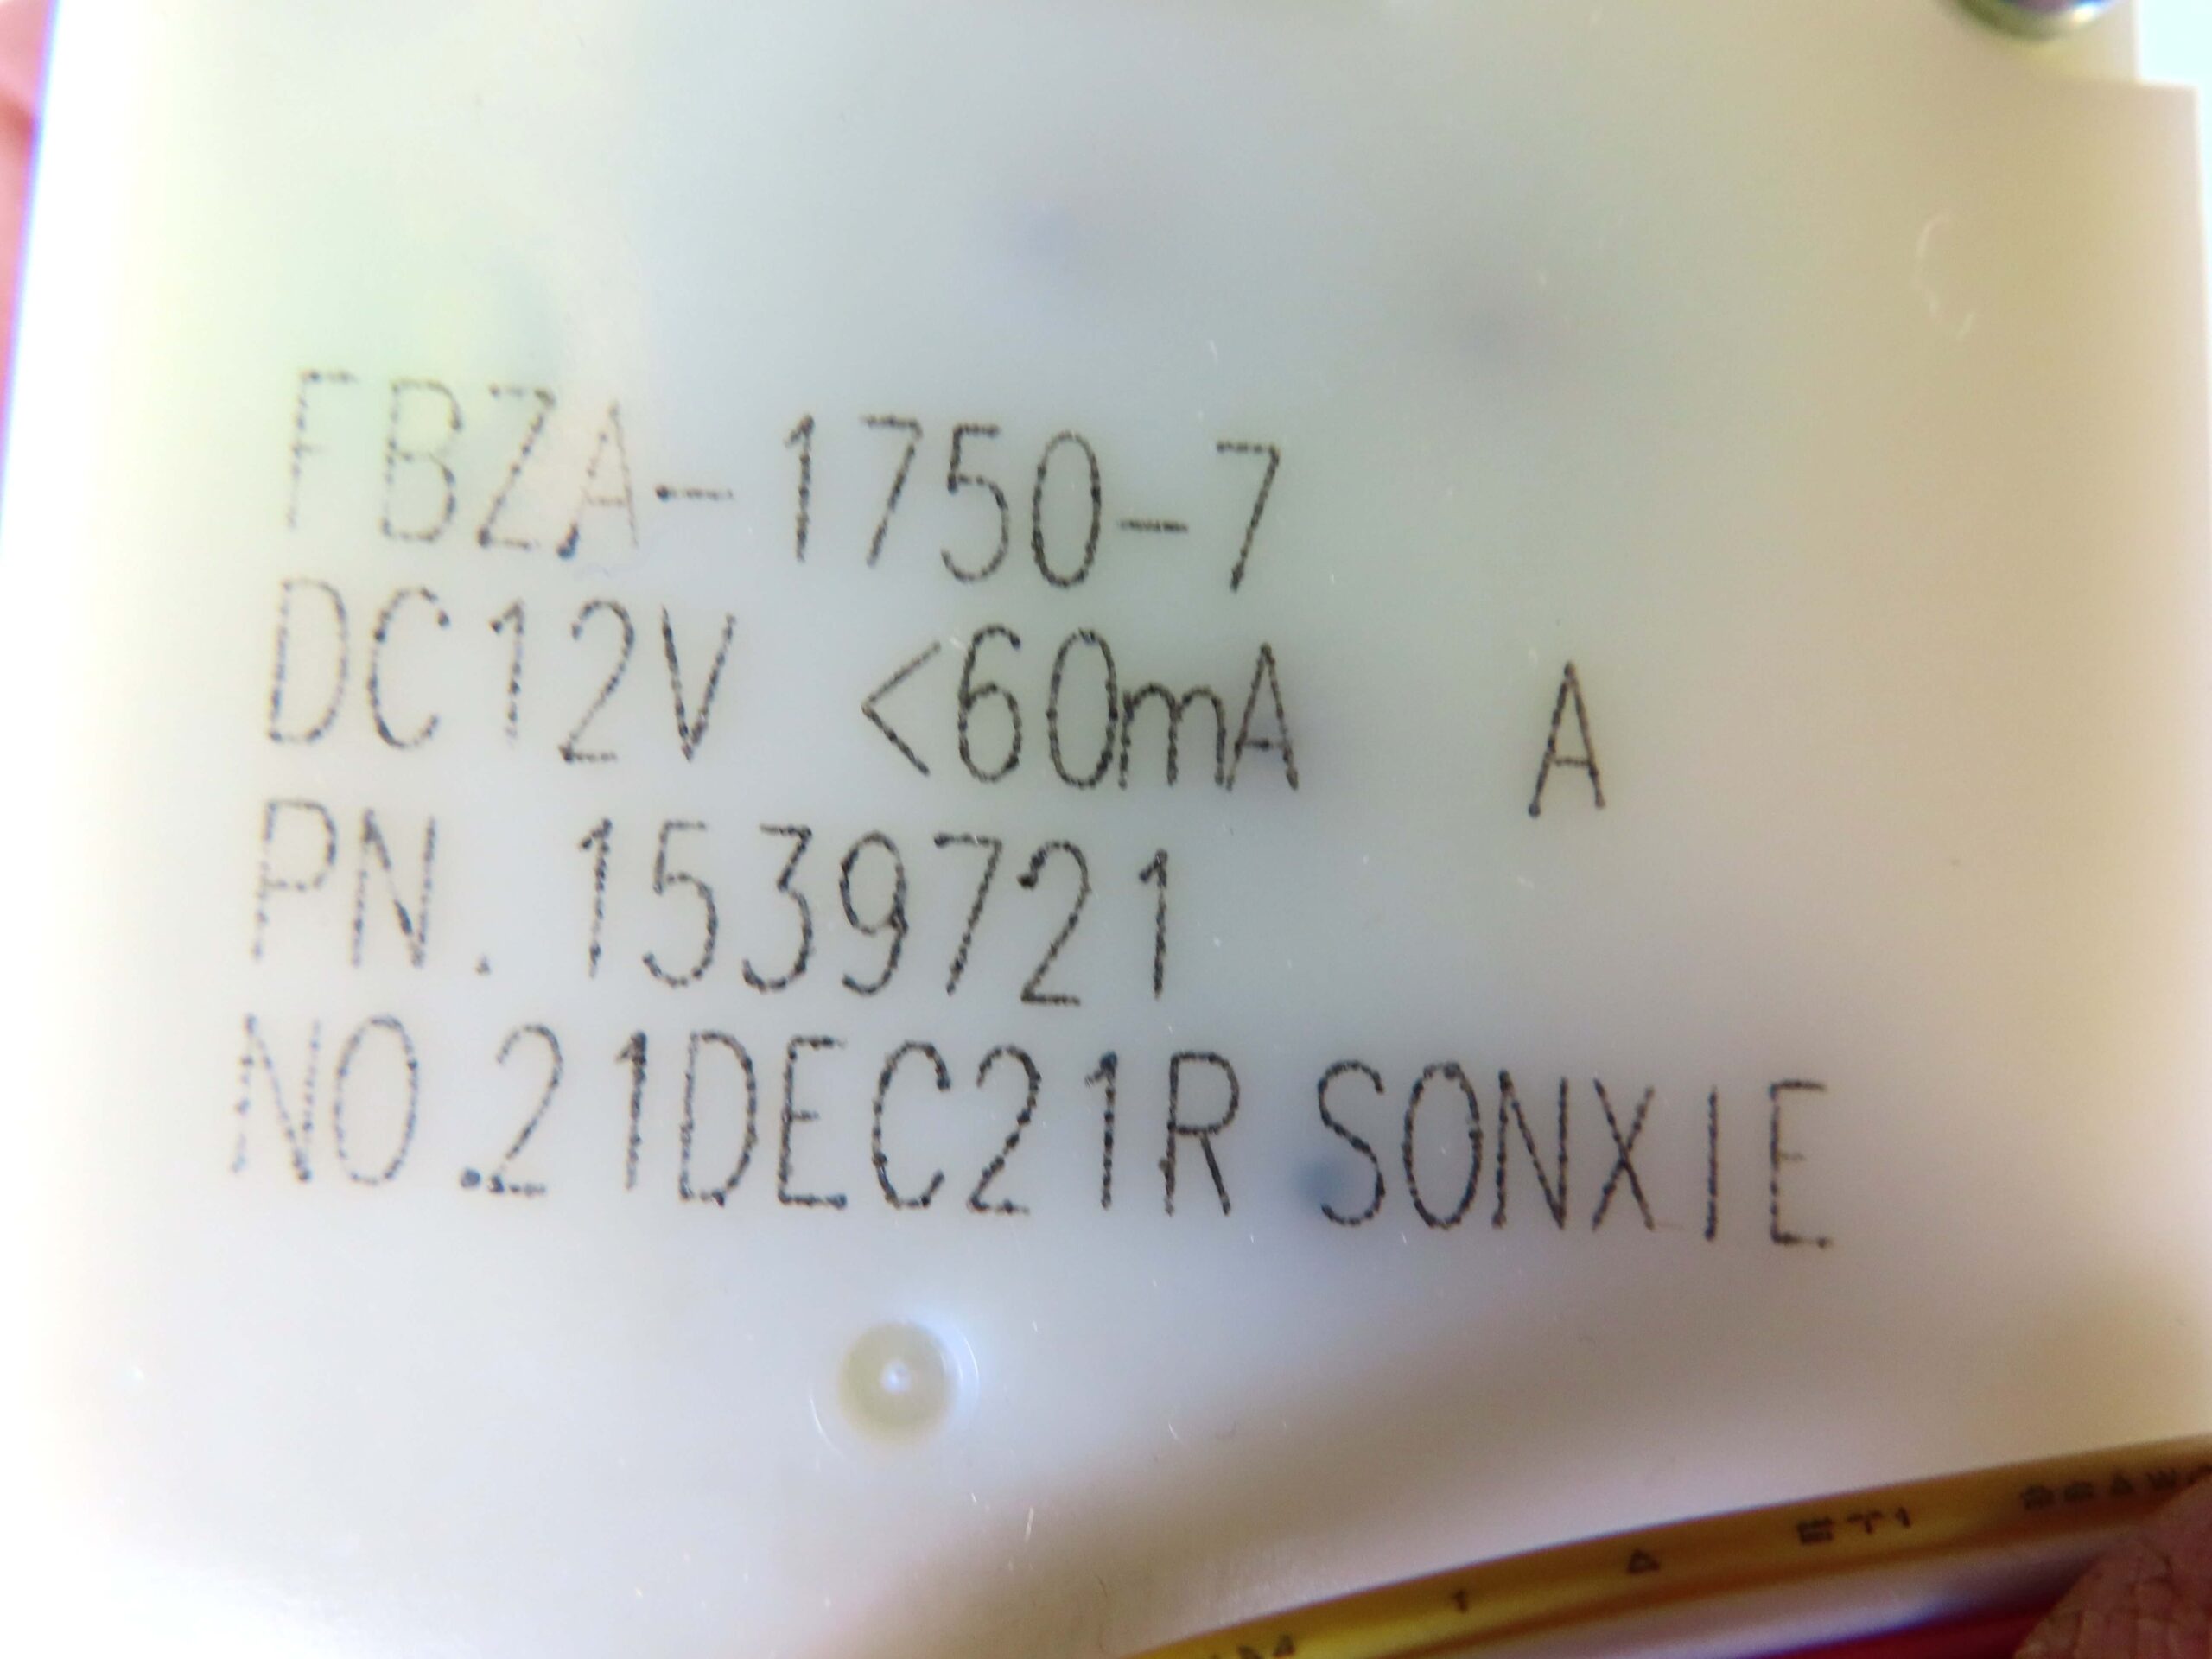 FBZA-1750-7
DC12V <60mA A
PN. 1539721
NO.21DEC21R SONXIE